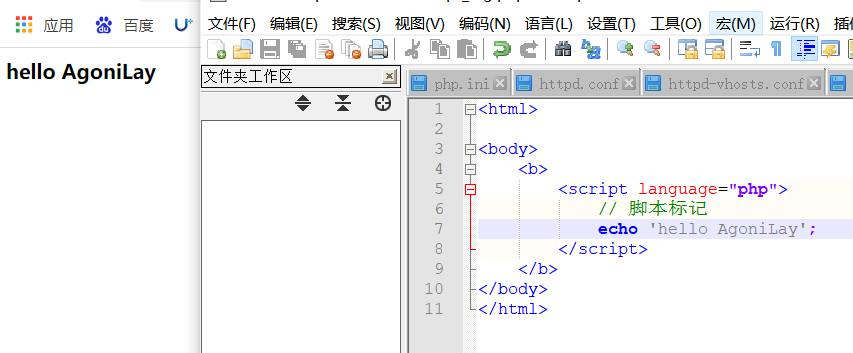 应用 百度
hello AgoniLay
文件(F) 编辑(E) 搜索(S) 视图(V) 编码(N) 语言(L) 设置(T) 工具(O) 宏(M) 运行(R)
文件夹工作区
php.ini httpd.conf httpd-vhosts.conf
1 <html>
2
3 <body>
4 <b>
5 <script language="php">
6 // 脚本标记
7 echo 'hello AgoniLay';
8 </script>
9 </b>
10 </body>
11 </html>